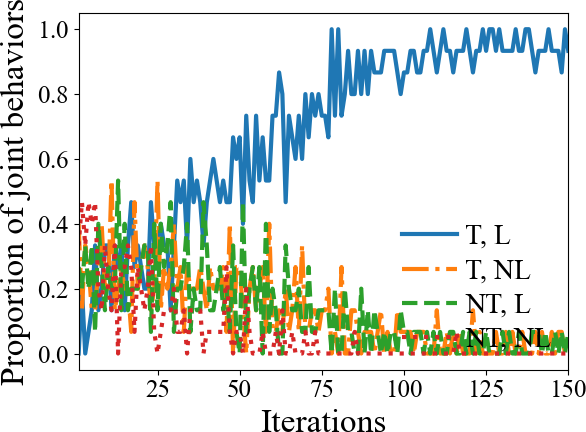 Proportion of joint behaviors
1.0
0.8
0.6
0.4
0.2
0.0
T, L
T, NL
NT, L
NT, NL
25 50 75 100 125 150
Iterations